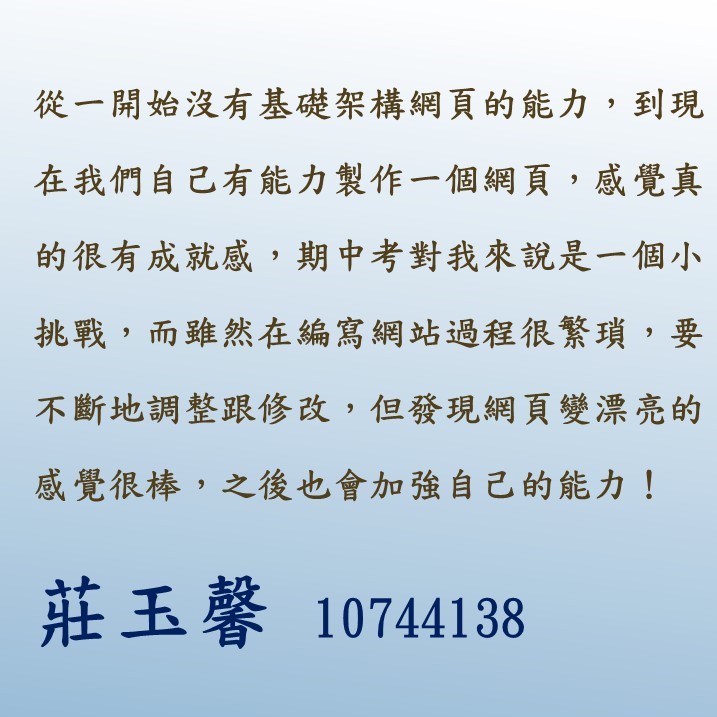 從一開始沒有基礎架構網頁的能力，到現
在我們自己有能力製作一個網頁，感覺真
的很有成就感，期中考對我來說是一個小
挑戰，而雖然在編寫網站過程很繁瑣，要
不斷地調整跟修改，但發現網頁變漂亮的
感覺很棒，之後也會加強自己的能力！
莊玉馨 10744138